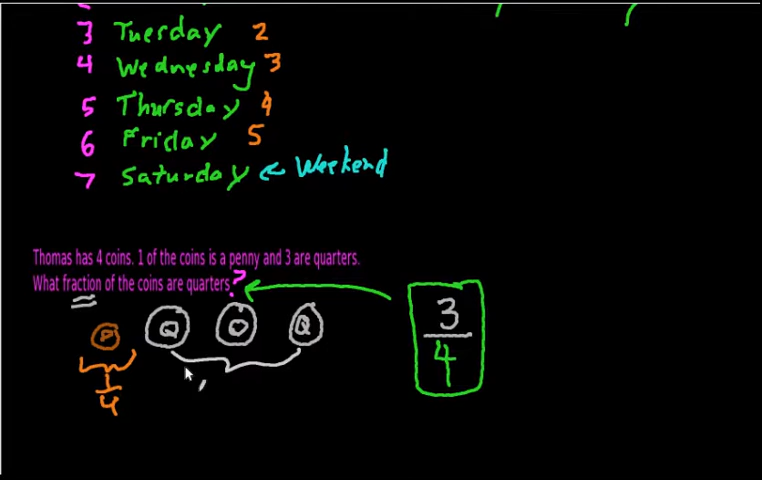 3 Tuesday 2
4 Wednesday 3
5 Thursday 4
6 Friday 5
7 Saturday ← Weekend
Thomas has 4 coins. 1 of the coins is a penny and 3 are quarters.
What fraction of the coins are quarters?
P Q Q Q
3
4
1
4